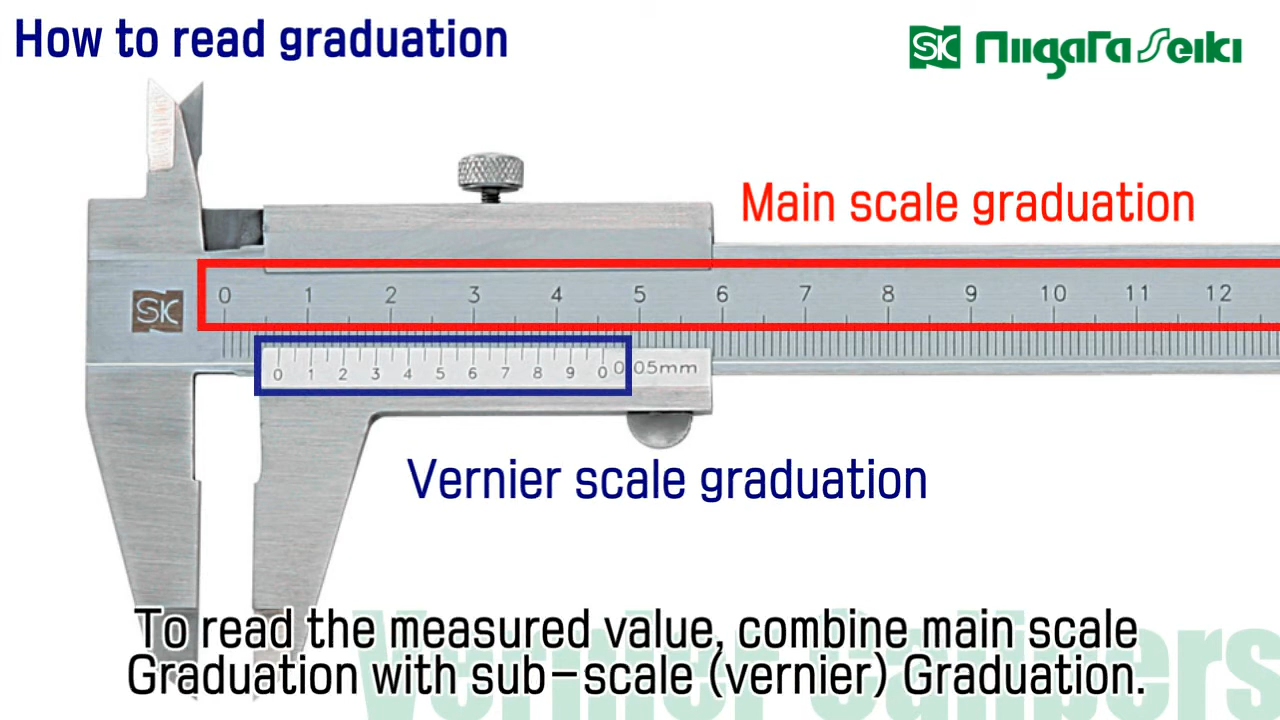 How to read graduation
SK Niigata Seiki
Main scale graduation
0 1 2 3 4 5 6 7 8 9 10 11 12
SK
0 1 2 3 4 5 6 7 8 9 0 0.05mm
Vernier scale graduation
Vernier Calipers
To read the measured value, combine main scale
Graduation with sub-scale (vernier) Graduation.